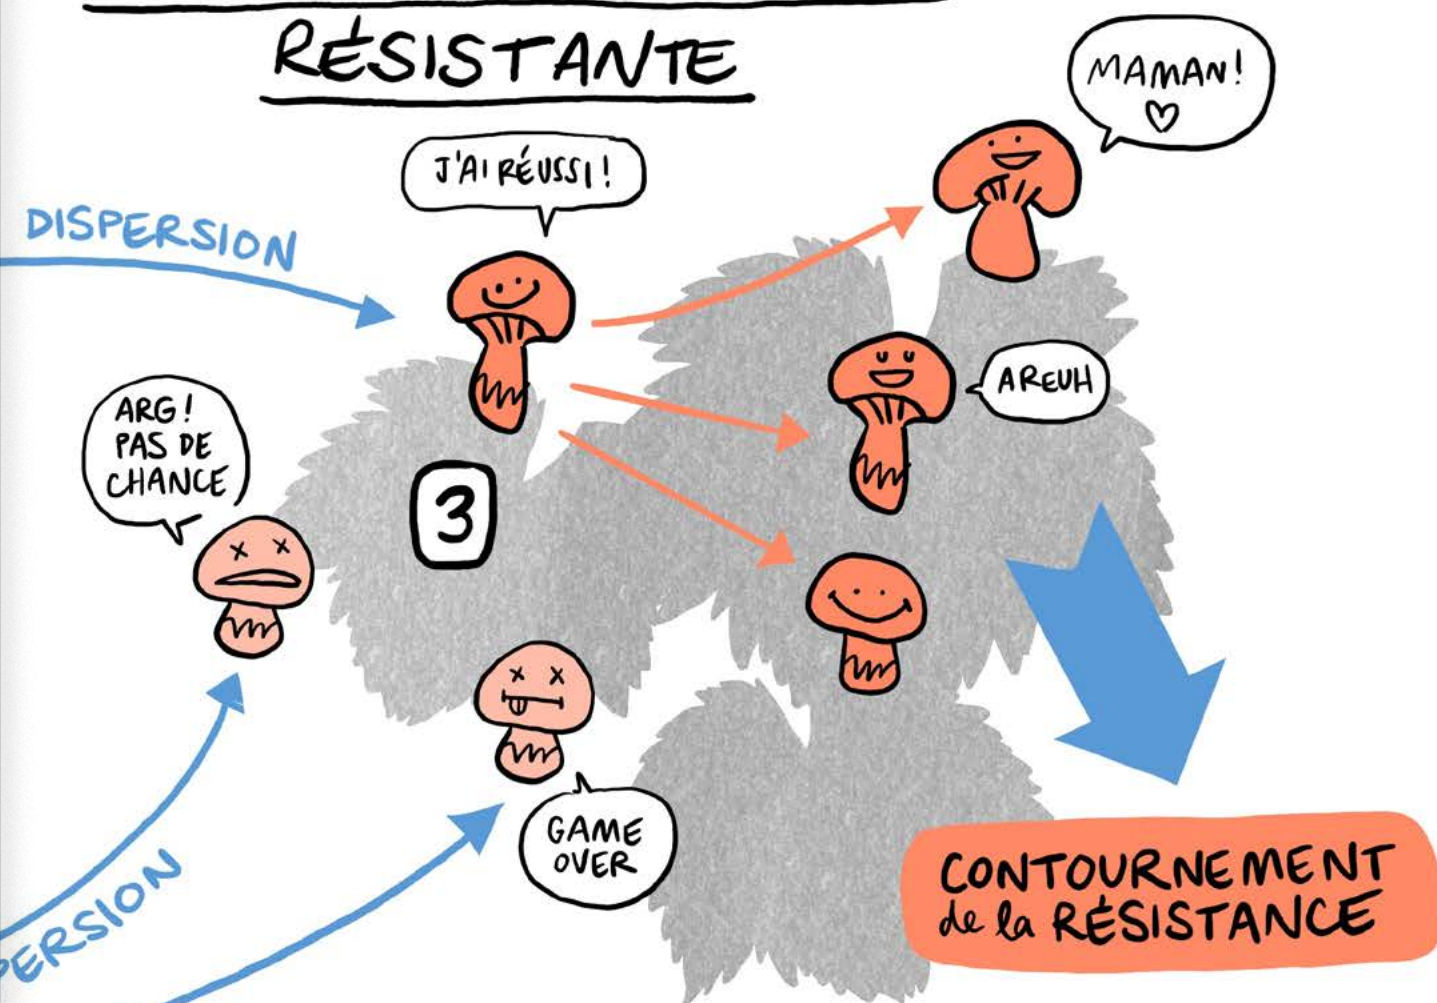 RÉSISTANTE
MAMAN!
♡
J'AI RÉUSSI!
DISPERSION
AREUH
ARG!
PAS DE
CHANCE
3
GAME
OVER
PERSION
CONTOURNEMENT
de la RÉSISTANCE